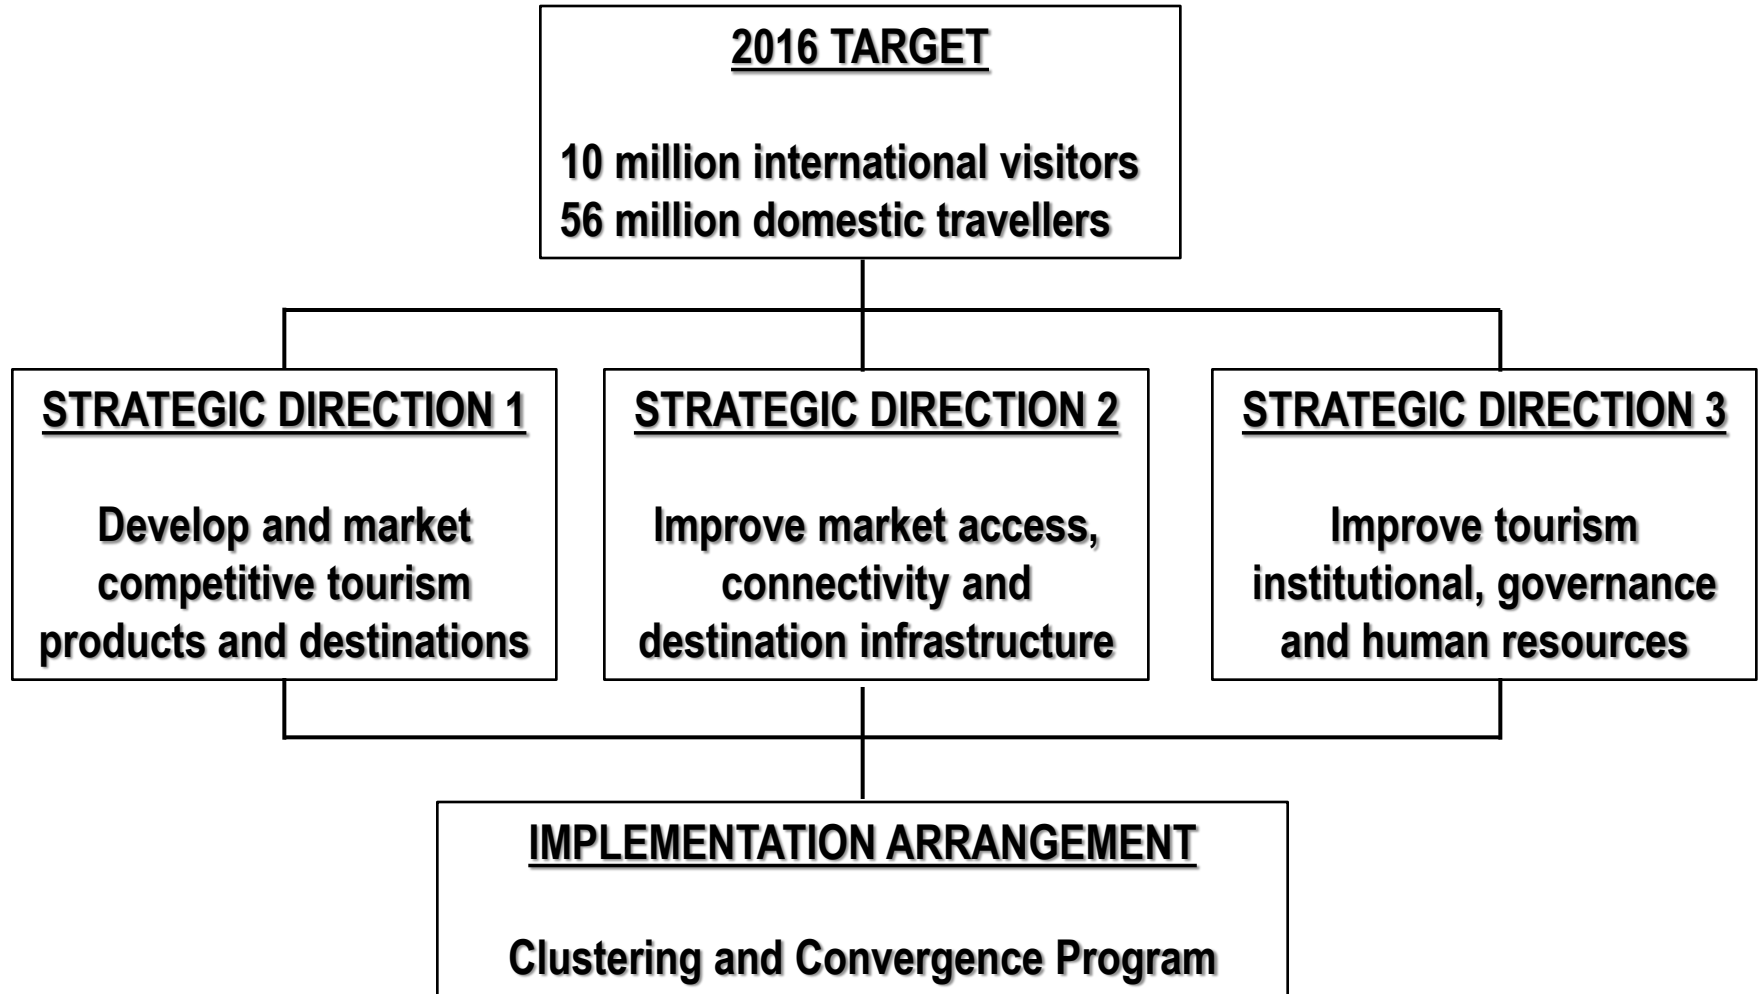 2016 TARGET
10 million international visitors
56 million domestic travellers
STRATEGIC DIRECTION 1
Develop and market
competitive tourism
products and destinations
STRATEGIC DIRECTION 2
Improve market access,
connectivity and
destination infrastructure
STRATEGIC DIRECTION 3
Improve tourism
institutional, governance
and human resources
IMPLEMENTATION ARRANGEMENT
Clustering and Convergence Program